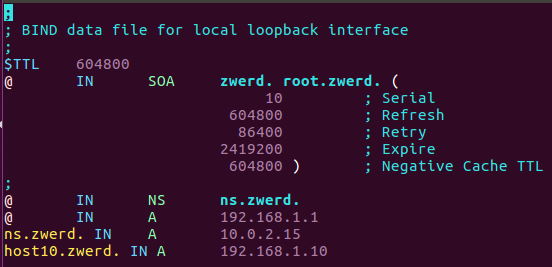 ;
; BIND data file for local loopback interface
;
$TTL    604800
@       IN      SOA     zwerd. root.zwerd. (
                             10         ; Serial
                         604800         ; Refresh
                          86400         ; Retry
                        2419200         ; Expire
                         604800 )       ; Negative Cache TTL
;
@       IN      NS      ns.zwerd.
@       IN      A       192.168.1.1
ns.zwerd. IN    A       10.0.2.15
host10.zwerd. IN A      192.168.1.10